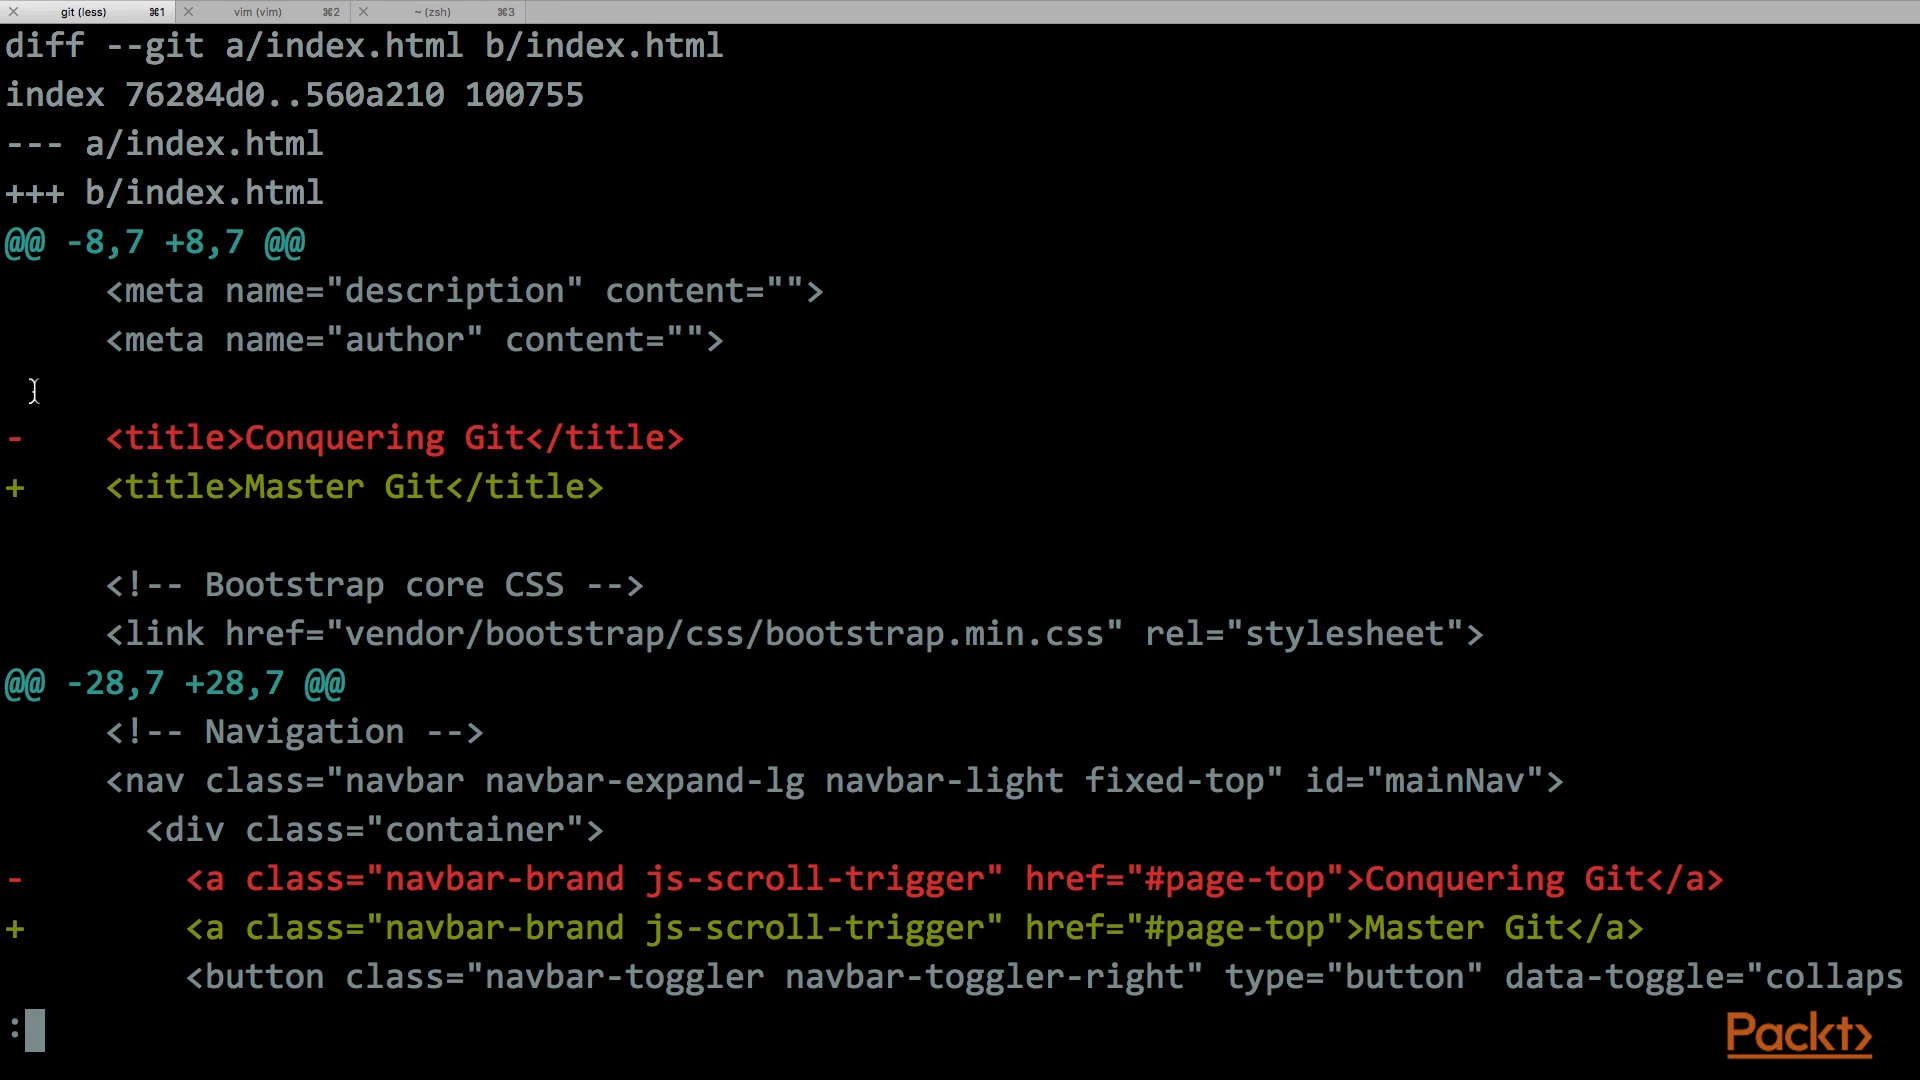 git (less) ⌘1 vim (vim) ⌘2 ~ (zsh) ⌘3
diff --git a/index.html b/index.html
index 76284d0..560a210 100755
--- a/index.html
+++ b/index.html
@@ -8,7 +8,7 @@
     <meta name="description" content="">
     <meta name="author" content="">
-    <title>Conquering Git</title>
+    <title>Master Git</title>
     <!-- Bootstrap core CSS -->
     <link href="vendor/bootstrap/css/bootstrap.min.css" rel="stylesheet">
@@ -28,7 +28,7 @@
     <!-- Navigation -->
     <nav class="navbar navbar-expand-lg navbar-light fixed-top" id="mainNav">
       <div class="container">
-        <a class="navbar-brand js-scroll-trigger" href="#page-top">Conquering Git</a>
+        <a class="navbar-brand js-scroll-trigger" href="#page-top">Master Git</a>
         <button class="navbar-toggler navbar-toggler-right" type="button" data-toggle="collaps
:
Packt>